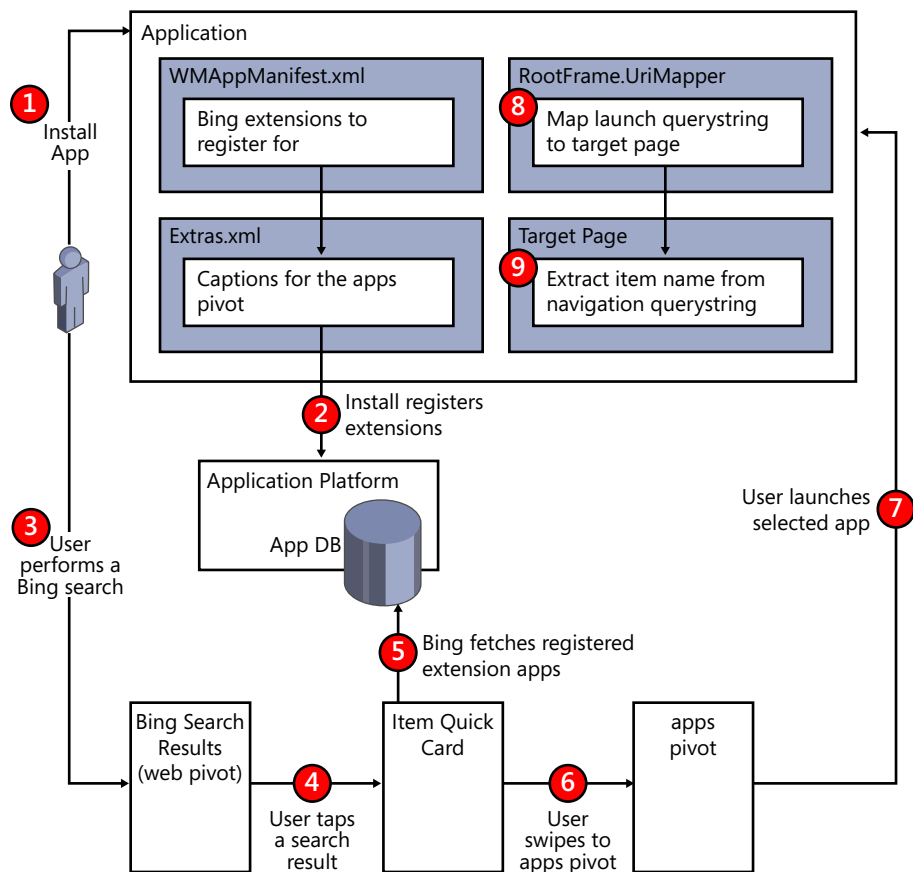 Application
1
Install
App
WMAppManifest.xml
Bing extensions to
register for
RootFrame.UriMapper
8
Map launch querystring
to target page
Extras.xml
Captions for the apps
pivot
Target Page
9
Extract item name from
navigation querystring
2
Install registers
extensions
Application Platform
App DB
3
User
performs a
Bing search
User launches
selected app
7
5
Bing fetches registered
extension apps
Bing Search
Results
(web pivot)
4
User taps
a search
result
Item Quick
Card
6
User
swipes to
apps pivot
apps
pivot